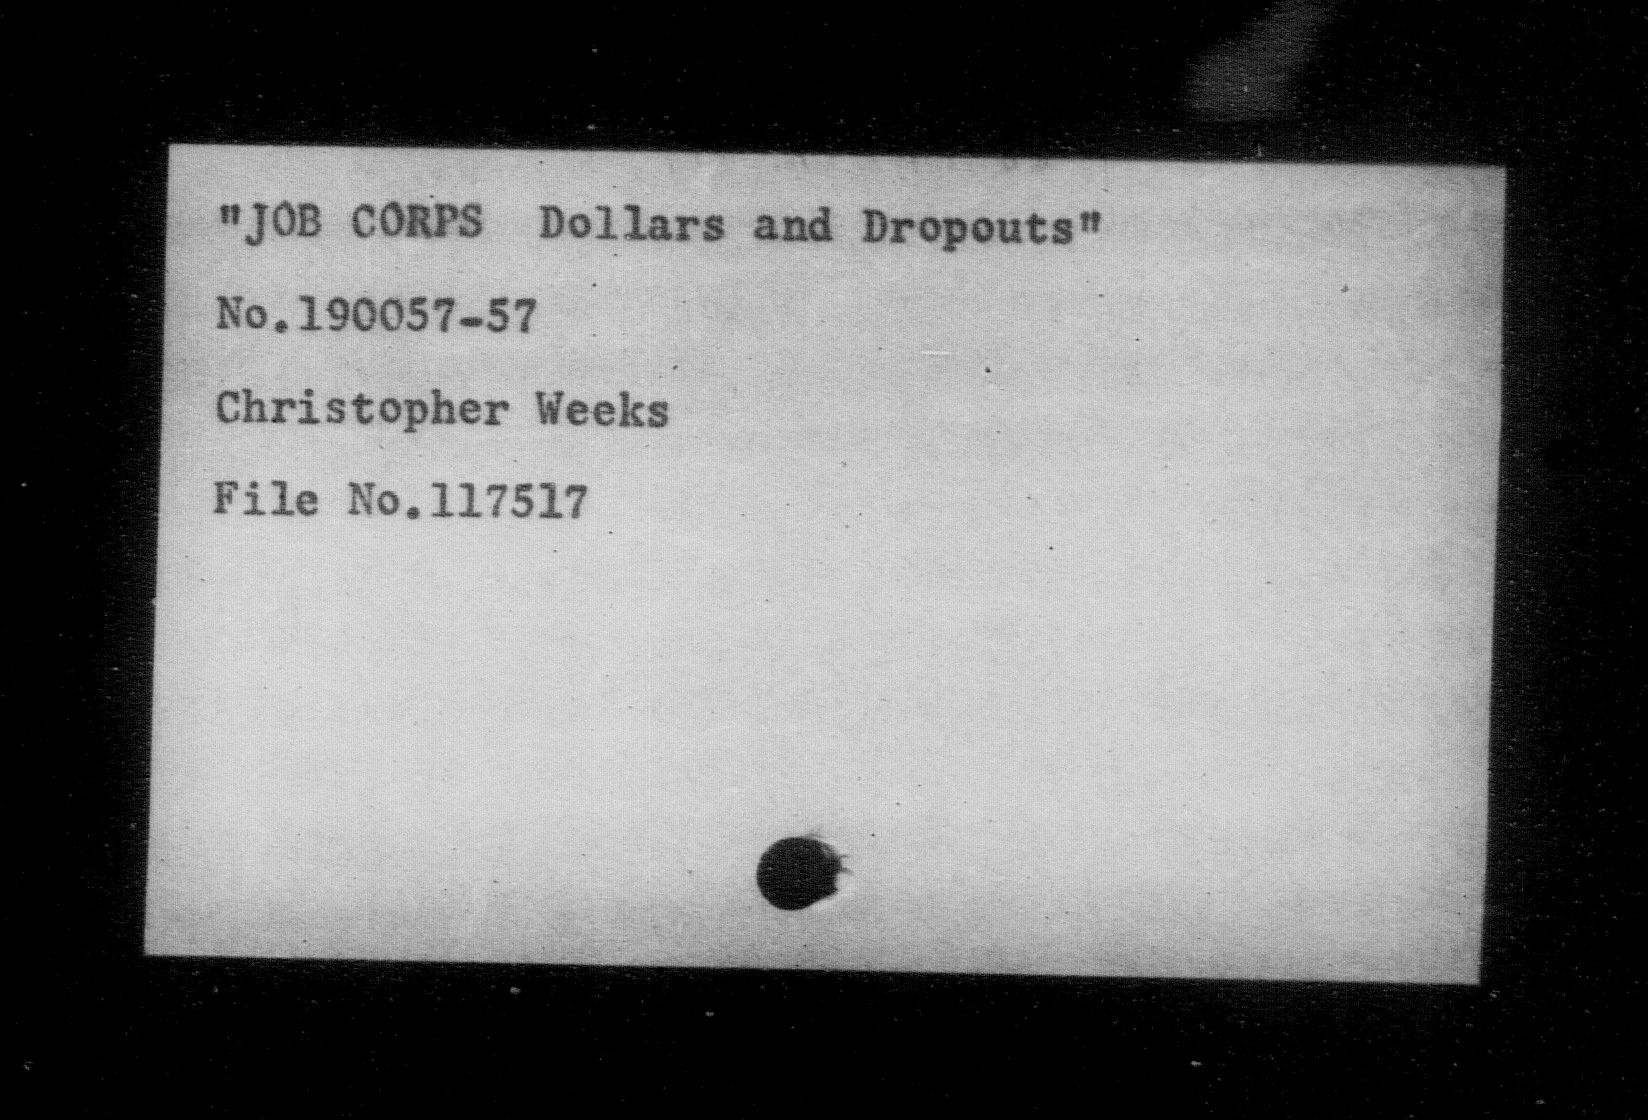 "JOB CORPS  Dollars and Dropouts"
No.190057-57
Christopher Weeks
File No.117517